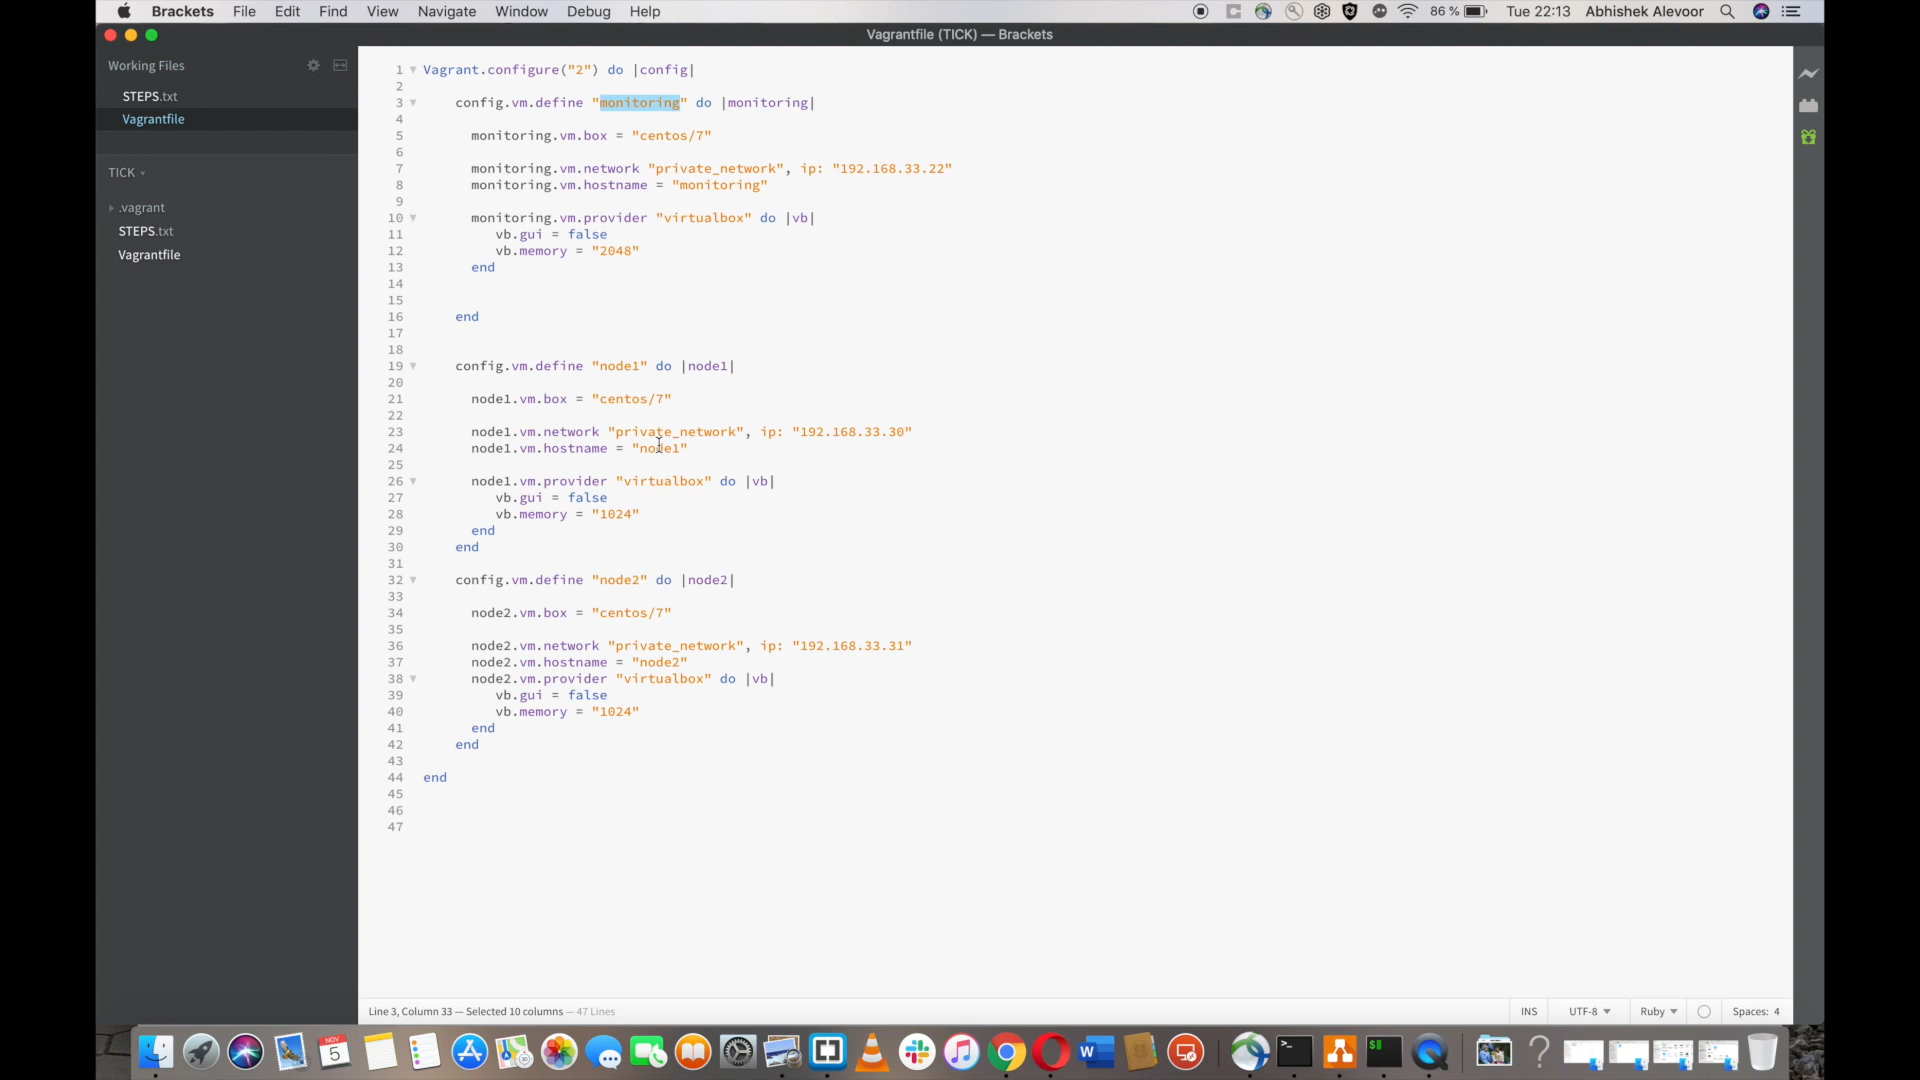 Brackets File Edit Find View Navigate Window Debug Help 86 % Tue 22:13 Abhishek Alevoor
Vagrantfile (TICK) — Brackets
Working Files
STEPS.txt
Vagrantfile
TICK
.vagrant
STEPS.txt
Vagrantfile
1 Vagrant.configure("2") do |config|
2
3 config.vm.define "monitoring" do |monitoring|
4
5 monitoring.vm.box = "centos/7"
6
7 monitoring.vm.network "private_network", ip: "192.168.33.22"
8 monitoring.vm.hostname = "monitoring"
9
10 monitoring.vm.provider "virtualbox" do |vb|
11 vb.gui = false
12 vb.memory = "2048"
13 end
14
15
16 end
17
18
19 config.vm.define "node1" do |node1|
20
21 node1.vm.box = "centos/7"
22
23 node1.vm.network "private_network", ip: "192.168.33.30"
24 node1.vm.hostname = "node1"
25
26 node1.vm.provider "virtualbox" do |vb|
27 vb.gui = false
28 vb.memory = "1024"
29 end
30 end
31
32 config.vm.define "node2" do |node2|
33
34 node2.vm.box = "centos/7"
35
36 node2.vm.network "private_network", ip: "192.168.33.31"
37 node2.vm.hostname = "node2"
38 node2.vm.provider "virtualbox" do |vb|
39 vb.gui = false
40 vb.memory = "1024"
41 end
42 end
43
44 end
45
46
47
Line 3, Column 33 — Selected 10 columns — 47 Lines INS UTF-8 Ruby Spaces: 4
NOV
5
W
>_
$
?